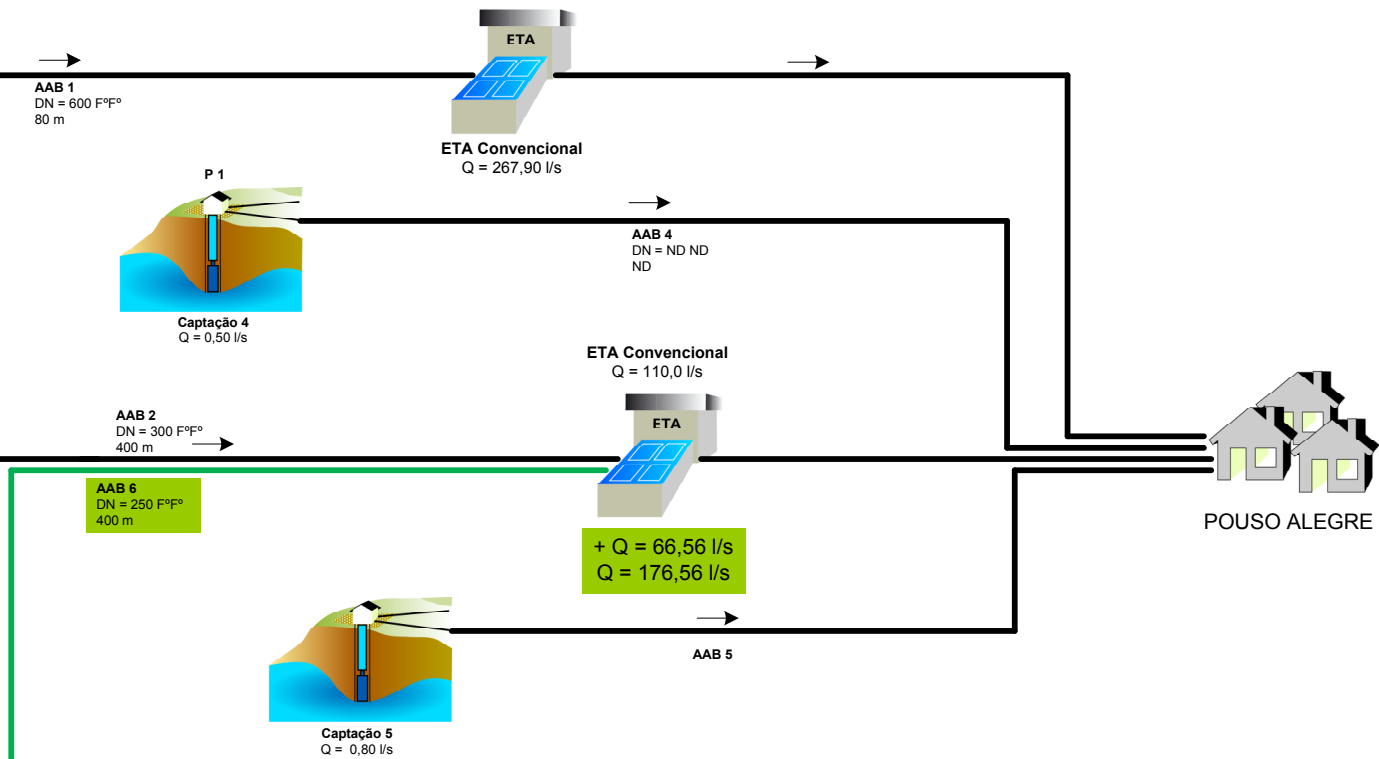 ETA
AAB 1
DN = 600 FºFº
80 m
ETA Convencional
Q = 267,90 l/s
P 1
AAB 4
DN = ND ND
ND
Captação 4
Q = 0,50 l/s
ETA Convencional
Q = 110,0 l/s
ETA
AAB 2
DN = 300 FºFº
400 m
AAB 6
DN = 250 FºFº
400 m
POUSO ALEGRE
+ Q = 66,56 l/s
Q = 176,56 l/s
AAB 5
Captação 5
Q = 0,80 l/s